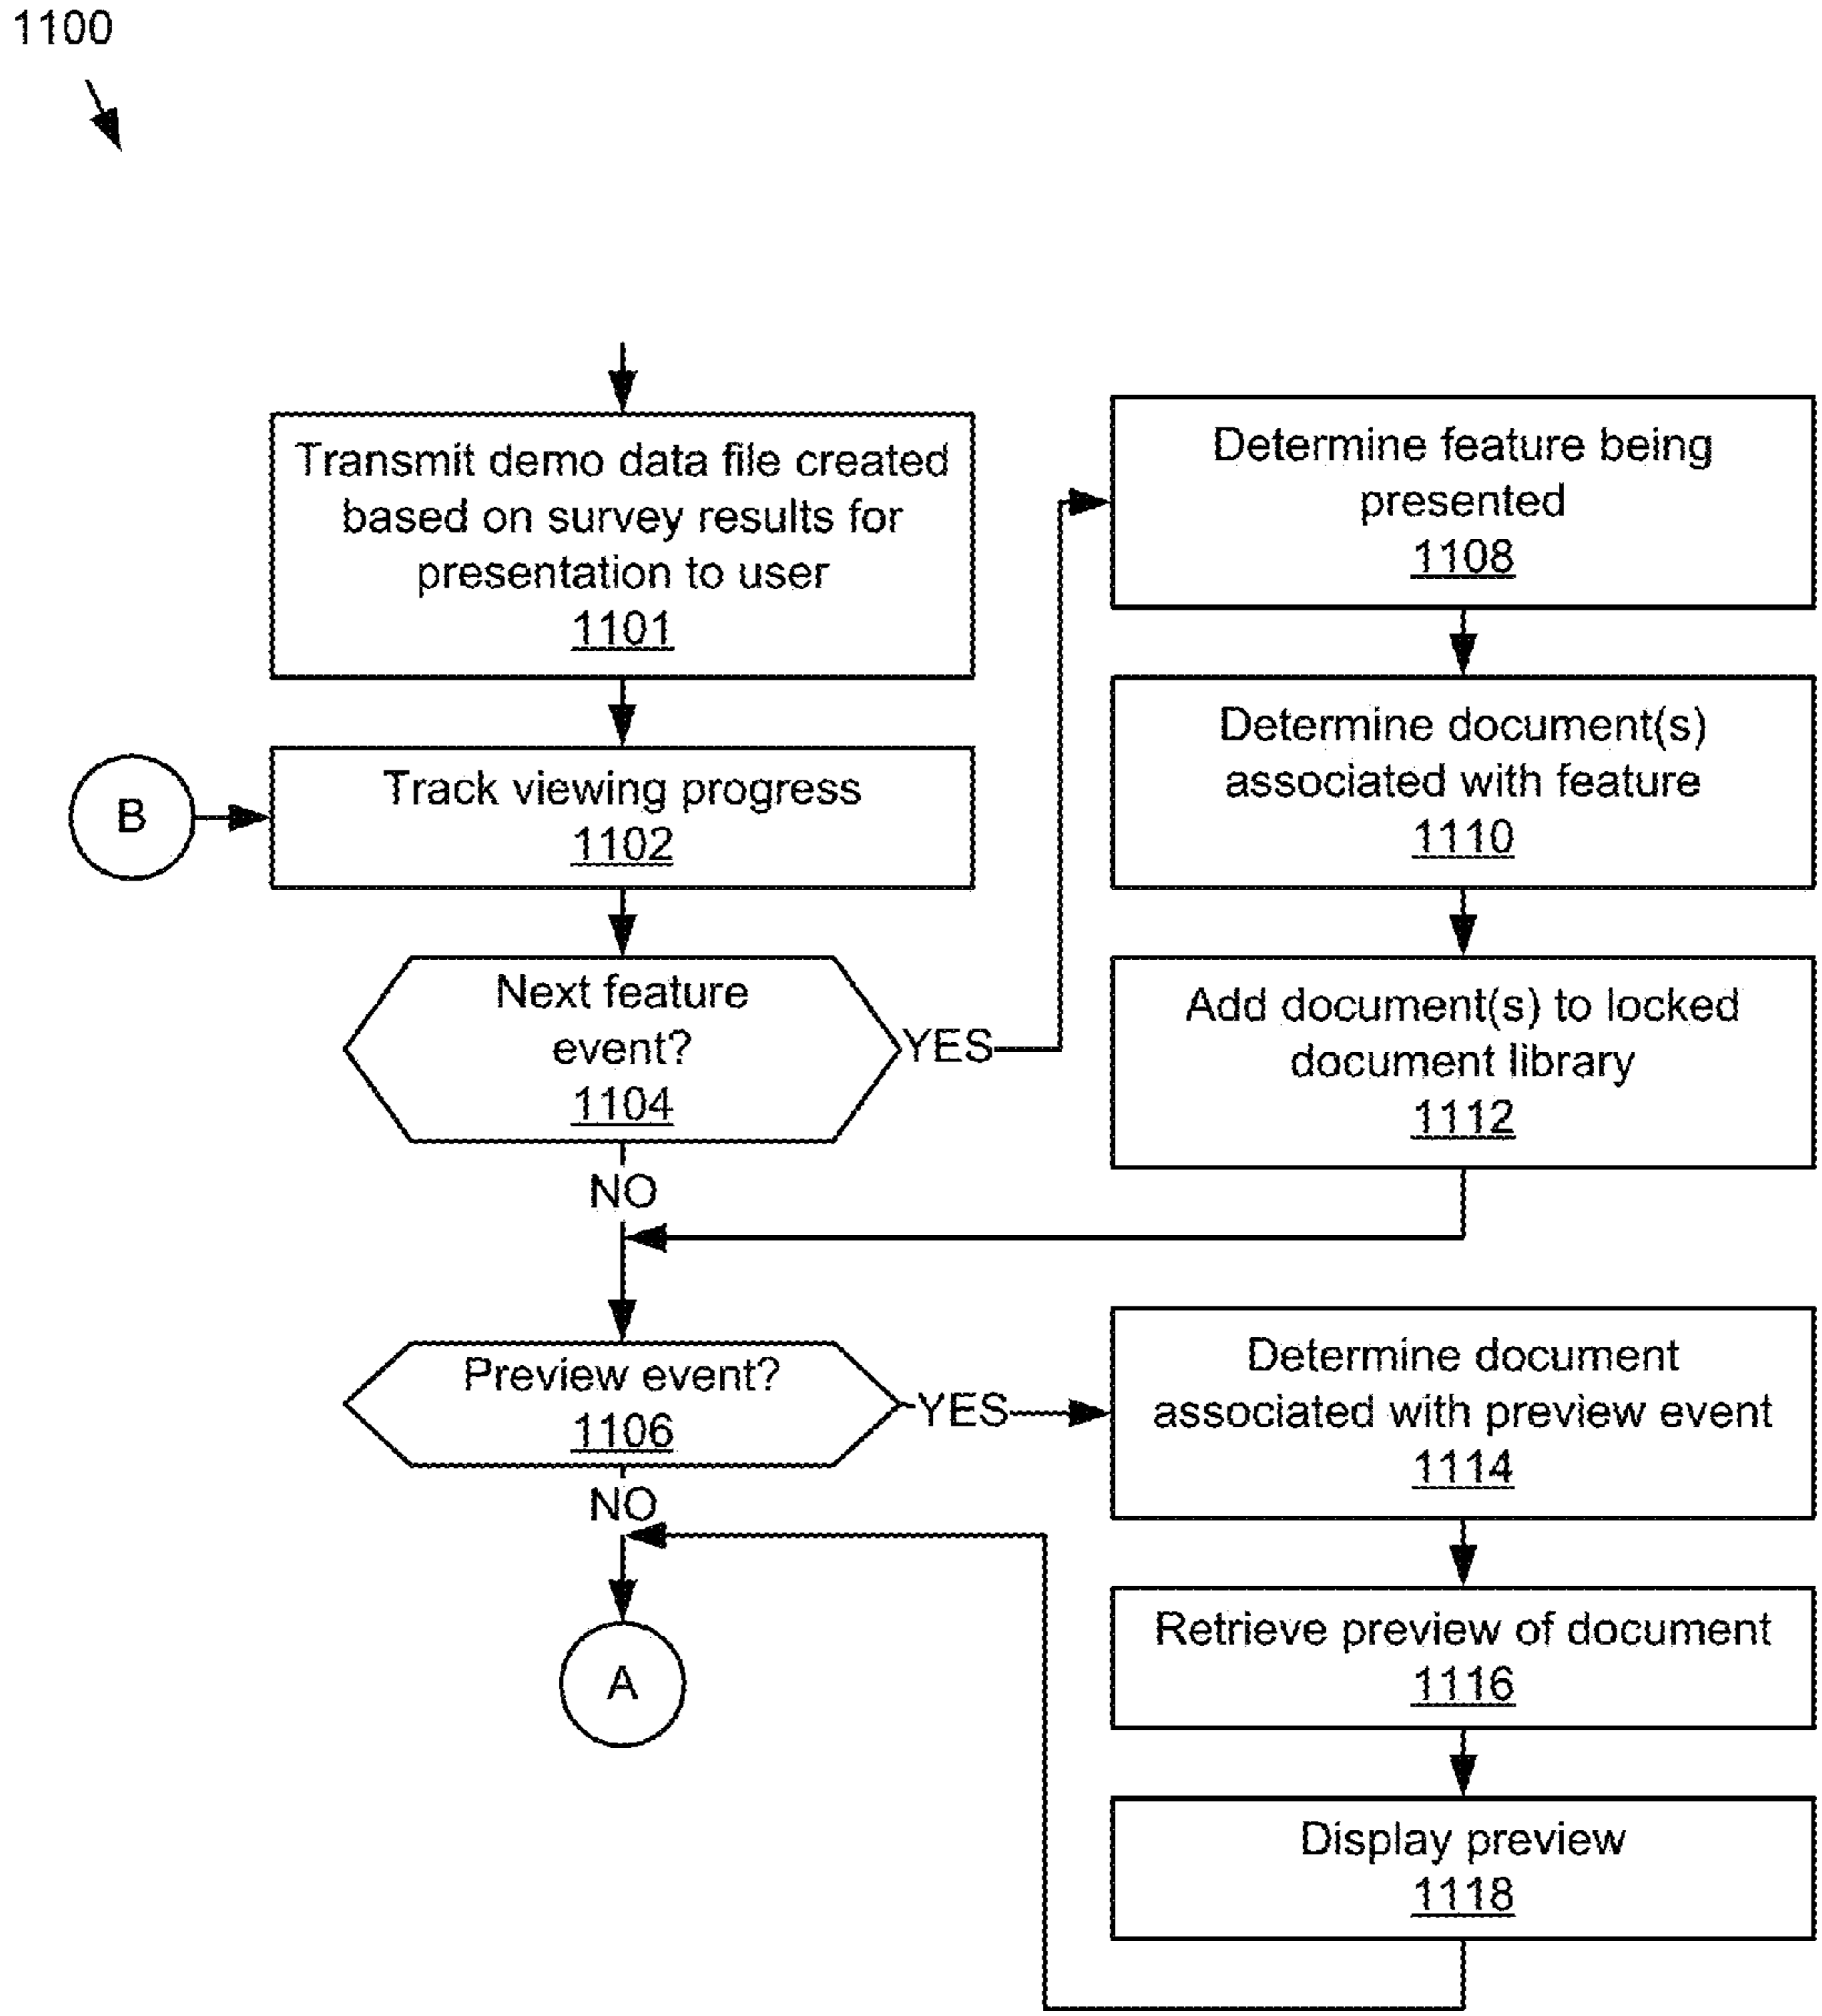 1100
Transmit demo data file created
based on survey results for
presentation to user
1101
B
Track viewing progress
1102
Next feature
event?
1104
YES
NO
Determine feature being
presented
1108
Determine document(s)
associated with feature
1110
Add document(s) to locked
document library
1112
Preview event?
1106
YES
NO
A
Determine document
associated with preview event
1114
Retrieve preview of document
1116
Display preview
1118